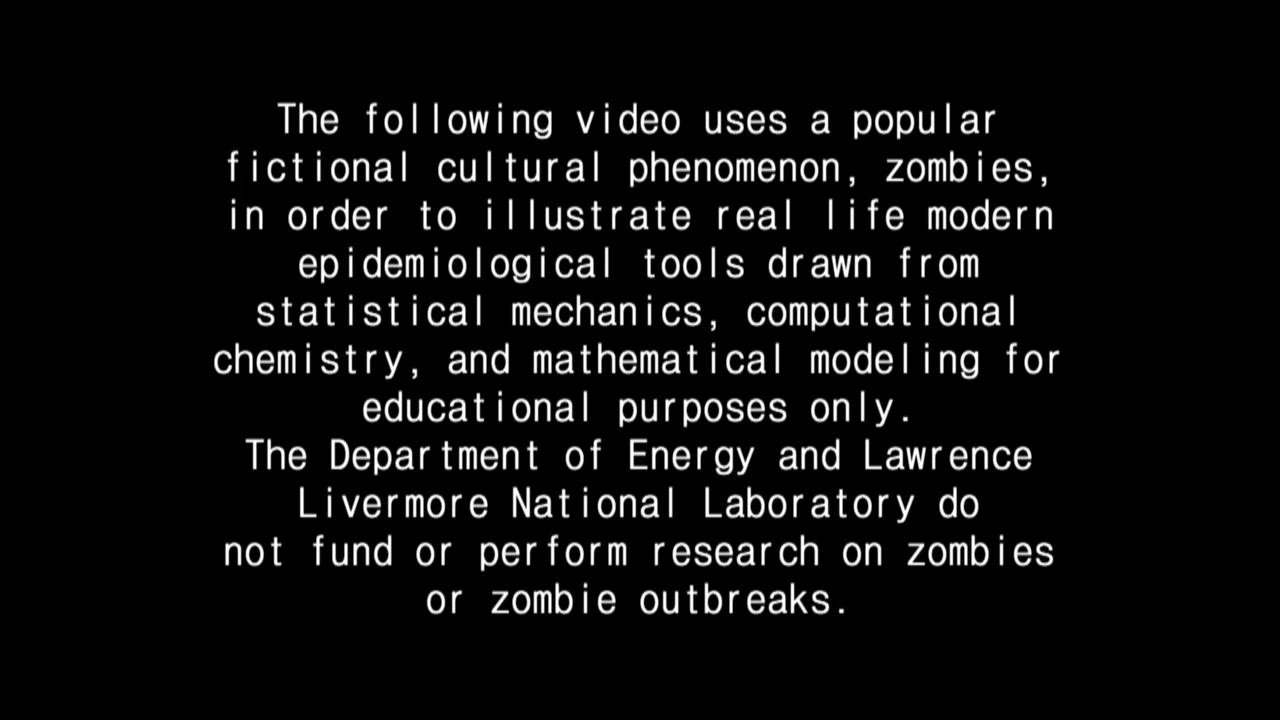 The following video uses a popular
fictional cultural phenomenon, zombies,
in order to illustrate real life modern
epidemiological tools drawn from
statistical mechanics, computational
chemistry, and mathematical modeling for
educational purposes only.
The Department of Energy and Lawrence
Livermore National Laboratory do
not fund or perform research on zombies
or zombie outbreaks.